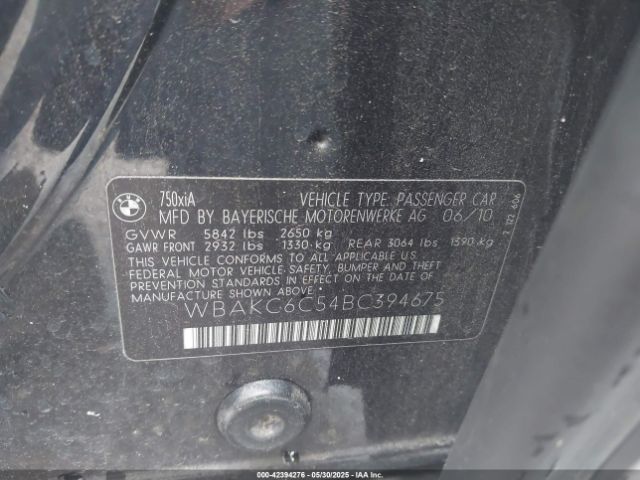 BMW
750xiA VEHICLE TYPE: PASSENGER CAR
MFD BY BAYERISCHE MOTORENWERKE AG 06/10
GVWR 5842 lbs 2650 kg
GAWR FRONT 2932 lbs 1330 kg REAR 3064 lbs 1390 kg
THIS VEHICLE CONFORMS TO ALL APPLICABLE U.S.
FEDERAL MOTOR VEHICLE SAFETY, BUMPER AND THEFT
PREVENTION STANDARDS IN EFFECT ON THE DATE OF
MANUFACTURE SHOWN ABOVE.
WBAKC6C54BC394675
000-42394276 - 05/30/2025 - IAAI.COM